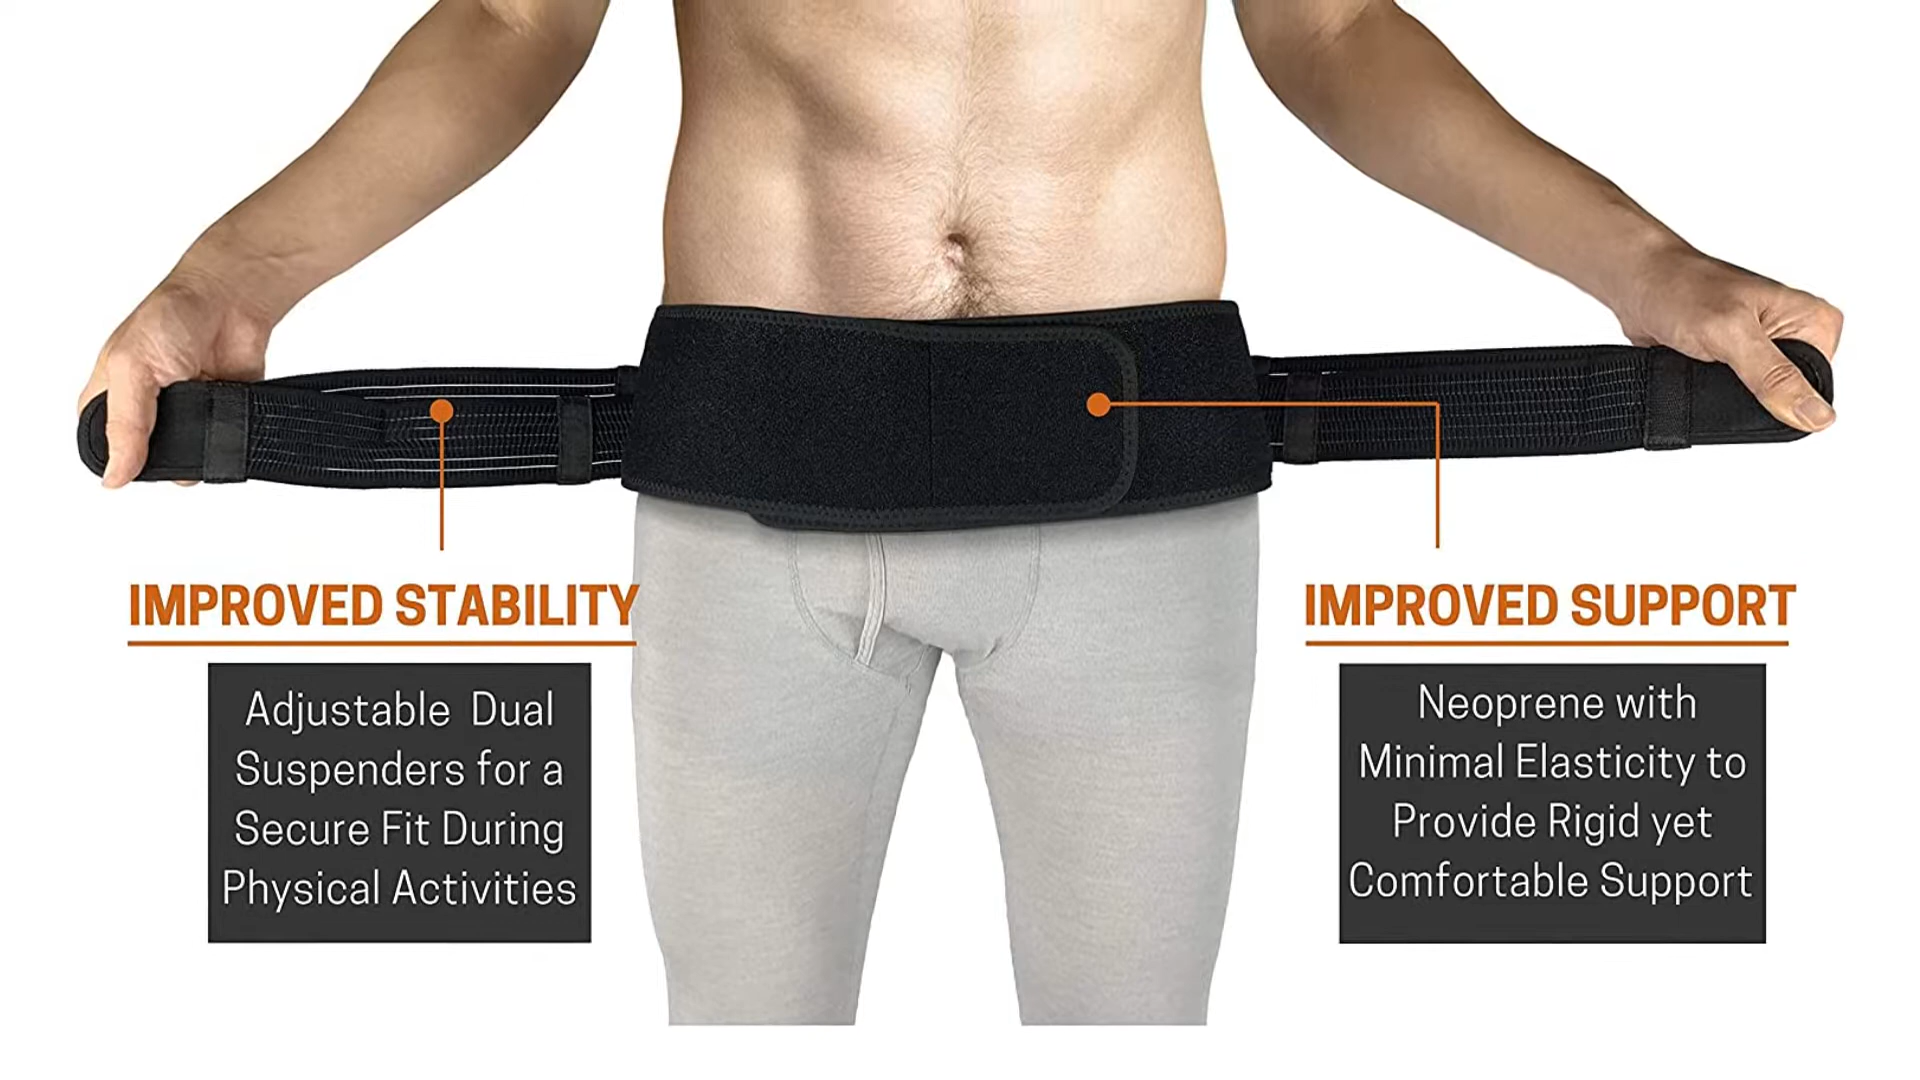 IMPROVED STABILITY
Adjustable Dual
Suspenders for a
Secure Fit During
Physical Activities
IMPROVED SUPPORT
Neoprene with
Minimal Elasticity to
Provide Rigid yet
Comfortable Support